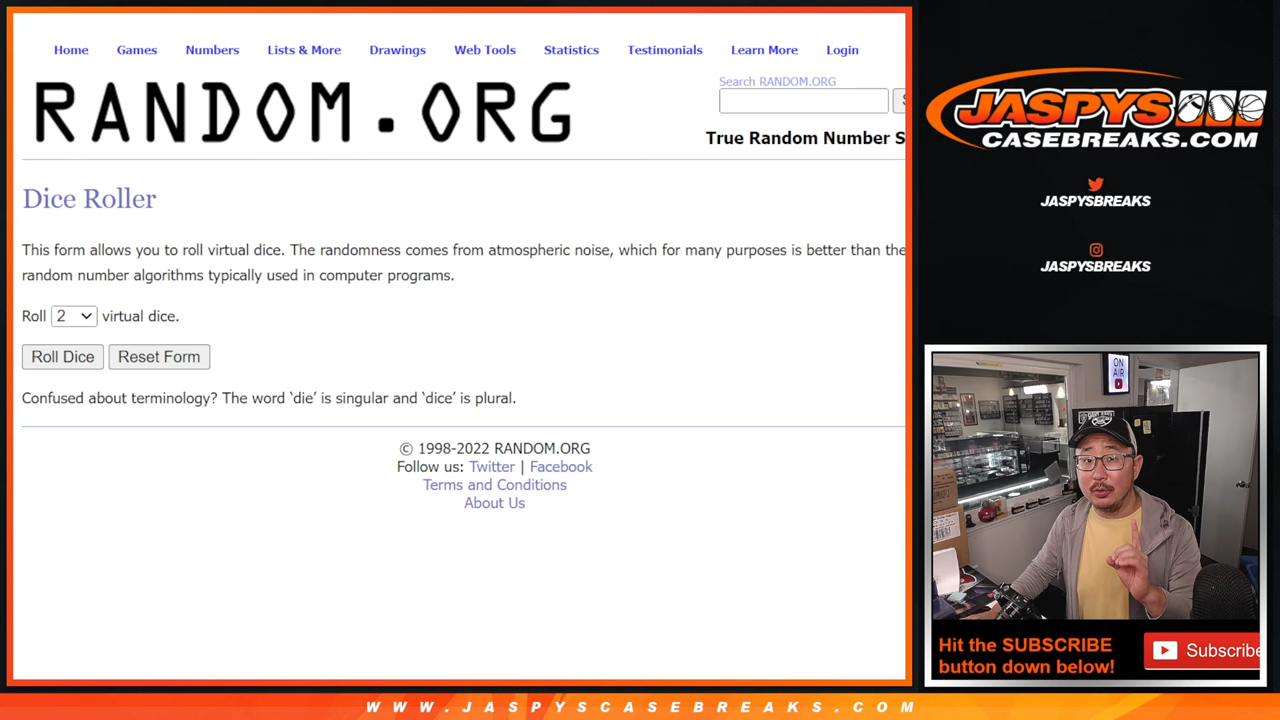 Home Games Numbers Lists & More Drawings Web Tools Statistics Testimonials Learn More Login
RANDOM.ORG
Search RANDOM.ORG
True Random Number S
Dice Roller
This form allows you to roll virtual dice. The randomness comes from atmospheric noise, which for many purposes is better than the
random number algorithms typically used in computer programs.
Roll 2 virtual dice.
Roll Dice Reset Form
Confused about terminology? The word ‘die’ is singular and ‘dice’ is plural.
© 1998-2022 RANDOM.ORG
Follow us: Twitter | Facebook
Terms and Conditions
About Us
JASPYS
CASEBREAKS.COM
JASPYSBREAKS
JASPYSBREAKS
ON
AIR
Hit the SUBSCRIBE
button down below!
Subscribe
WWW.JASPYSCASEBREAKS.COM